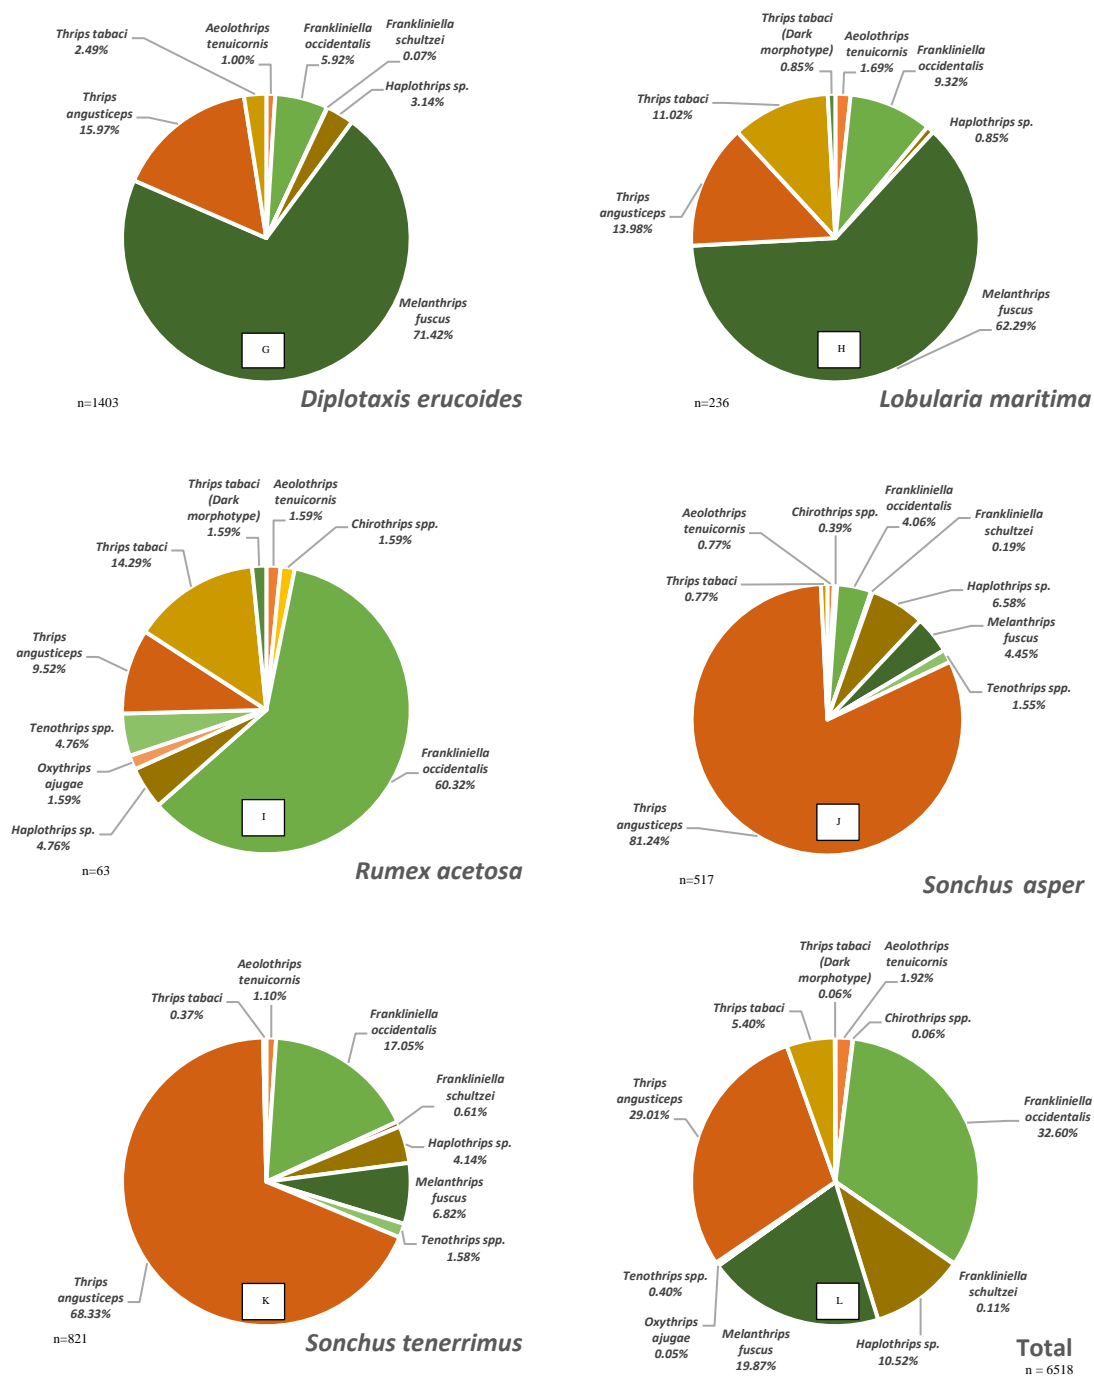 Thrips tabaci
2.49%
Aeolothrips
tenuicornis
1.00%
Frankliniella
occidentalis
5.92%
Frankliniella
schultzei
0.07%
Haplothrips sp.
3.14%
Thrips
angusticeps
15.97%
Melanthrips
fuscus
71.42%
G
n=1403
Diplotaxis erucoides
Thrips tabaci
(Dark
morphotype)
0.85%
Aeolothrips
tenuicornis
1.69%
Frankliniella
occidentalis
9.32%
Thrips tabaci
11.02%
Haplothrips sp.
0.85%
Thrips
angusticeps
13.98%
Melanthrips
fuscus
62.29%
H
n=236
Lobularia maritima
Thrips tabaci
(Dark
morphotype)
1.59%
Aeolothrips
tenuicornis
1.59%
Chirothrips spp.
1.59%
Thrips tabaci
14.29%
Thrips
angusticeps
9.52%
Tenothrips spp.
4.76%
Oxythrips
ajugae
1.59%
Haplothrips sp.
4.76%
Frankliniella
occidentalis
60.32%
I
n=63
Rumex acetosa
Aeolothrips
tenuicornis
0.77%
Chirothrips spp.
0.39%
Frankliniella
occidentalis
4.06%
Frankliniella
schultzei
0.19%
Thrips tabaci
0.77%
Haplothrips sp.
6.58%
Melanthrips
fuscus
4.45%
Tenothrips spp.
1.55%
Thrips
angusticeps
81.24%
J
n=517
Sonchus asper
Aeolothrips
tenuicornis
1.10%
Thrips tabaci
0.37%
Frankliniella
occidentalis
17.05%
Frankliniella
schultzei
0.61%
Haplothrips sp.
4.14%
Melanthrips
fuscus
6.82%
Tenothrips spp.
1.58%
Thrips
angusticeps
68.33%
K
n=821
Sonchus tenerrimus
Thrips tabaci
(Dark
morphotype)
0.06%
Aeolothrips
tenuicornis
1.92%
Chirothrips spp.
0.06%
Thrips tabaci
5.40%
Thrips
angusticeps
29.01%
Frankliniella
occidentalis
32.60%
Frankliniella
schultzei
0.11%
Tenothrips spp.
0.40%
Oxythrips
ajugae
0.05%
Melanthrips
fuscus
19.87%
Haplothrips sp.
10.52%
L
Total
n = 6518